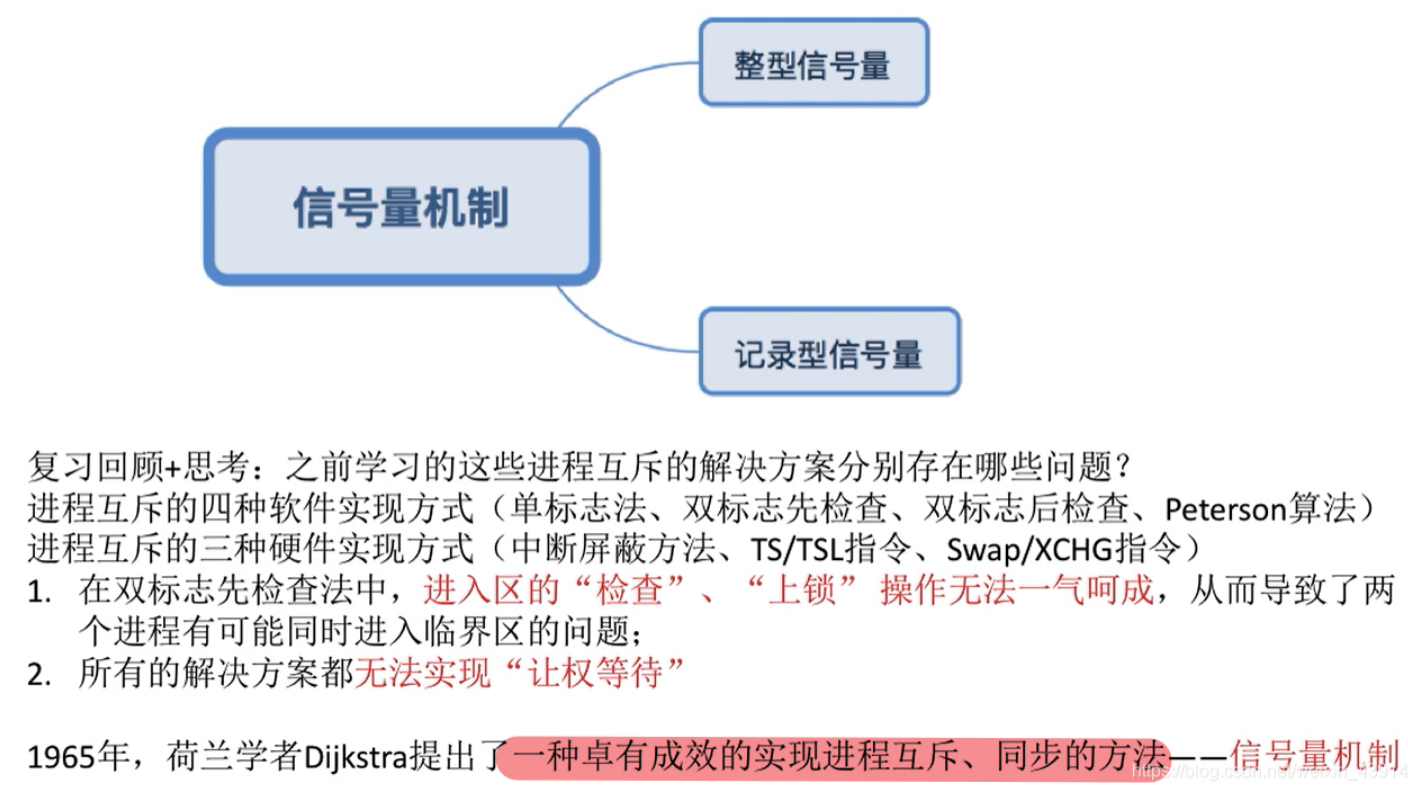 整型信号量
信号量机制
记录型信号量
复习回顾+思考：之前学习的这些进程互斥的解决方案分别存在哪些问题？
进程互斥的四种软件实现方式（单标志法、双标志先检查、双标志后检查、Peterson算法）
进程互斥的三种硬件实现方式（中断屏蔽方法、TS/TSL指令、Swap/XCHG指令）
1. 在双标志先检查法中，进入区的“检查”、“上锁” 操作无法一气呵成，从而导致了两
个进程有可能同时进入临界区的问题；
2. 所有的解决方案都无法实现“让权等待”
1965年，荷兰学者Dijkstra提出了一种卓有成效的实现进程互斥、同步的方法——信号量机制